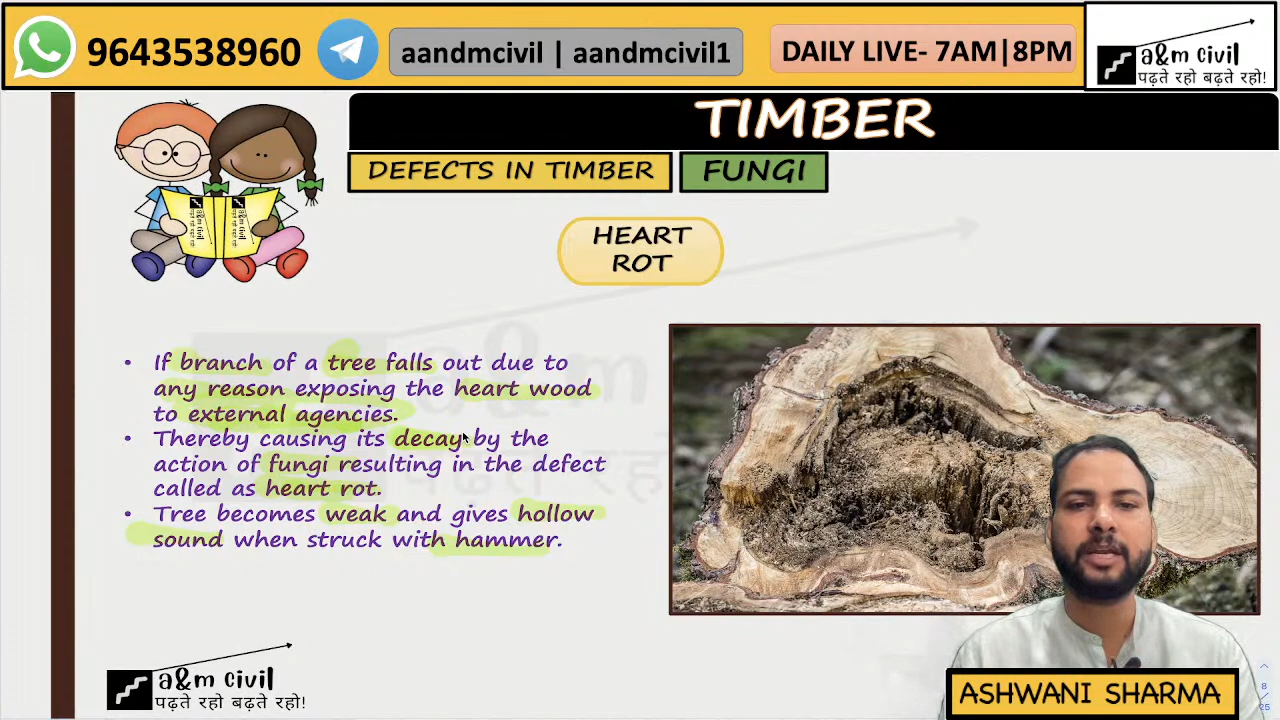 9643538960
aandmcivil | aandmcivil1
DAILY LIVE- 7AM|8PM
a&m civil
पढ़ते रहो बढ़ते रहो!
TIMBER
DEFECTS IN TIMBER
FUNGI
HEART
ROT
• If branch of a tree falls out due to
any reason exposing the heart wood
to external agencies.
• Thereby causing its decay by the
action of fungi resulting in the defect
called as heart rot.
• Tree becomes weak and gives hollow
sound when struck with hammer.
a&m civil
पढ़ते रहो बढ़ते रहो!
ASHWANI SHARMA
8
25